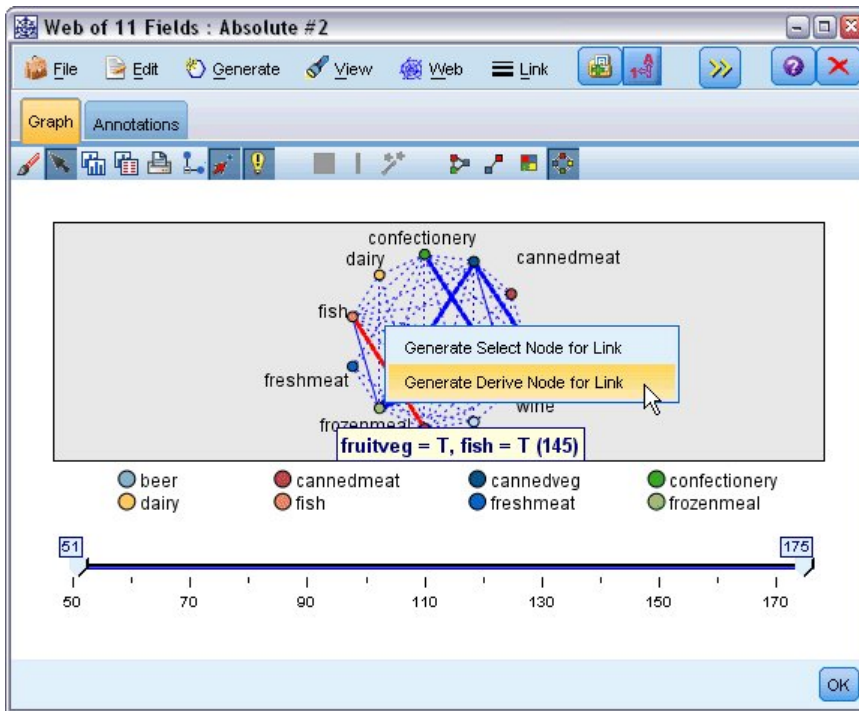 Web of 11 Fields : Absolute #2
File Edit Generate View Web Link
Graph Annotations
confectionery
dairy cannedmeat
fish
Generate Select Node for Link
freshmeat Generate Derive Node for Link
wine
frozenmeal
fruitveg = T, fish = T (145)
beer cannedmeat cannedveg confectionery
dairy fish freshmeat frozenmeal
51 175
50 70 90 110 130 150 170
OK